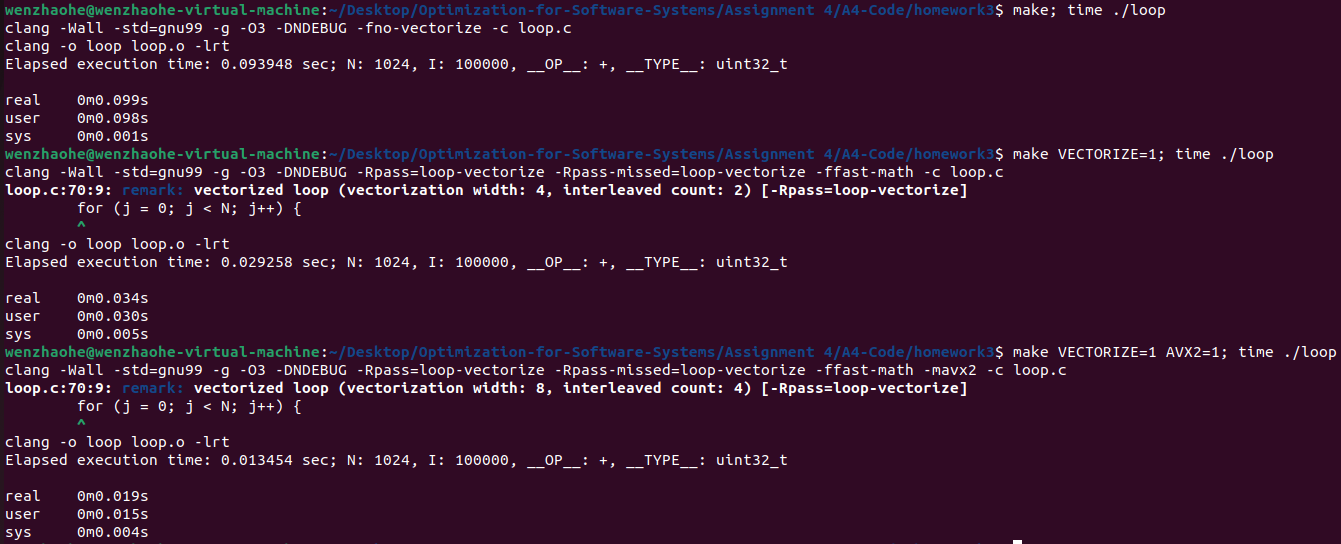 wenzhaohe@wenzhaohe-virtual-machine:~/Desktop/Optimization-for-Software-Systems/Assignment 4/A4-Code/homework3$ make; time ./loop
clang -Wall -std=gnu99 -g -O3 -DNDEBUG -fno-vectorize -c loop.c
clang -o loop loop.o -lrt
Elapsed execution time: 0.093948 sec; N: 1024, I: 100000, __OP__: +, __TYPE__: uint32_t

real    0m0.099s
user    0m0.098s
sys     0m0.001s
wenzhaohe@wenzhaohe-virtual-machine:~/Desktop/Optimization-for-Software-Systems/Assignment 4/A4-Code/homework3$ make VECTORIZE=1; time ./loop
clang -Wall -std=gnu99 -g -O3 -DNDEBUG -Rpass=loop-vectorize -Rpass-missed=loop-vectorize -ffast-math -c loop.c
loop.c:70:9: remark: vectorized loop (vectorization width: 4, interleaved count: 2) [-Rpass=loop-vectorize]
        for (j = 0; j < N; j++) {
        ^
clang -o loop loop.o -lrt
Elapsed execution time: 0.029258 sec; N: 1024, I: 100000, __OP__: +, __TYPE__: uint32_t

real    0m0.034s
user    0m0.030s
sys     0m0.005s
wenzhaohe@wenzhaohe-virtual-machine:~/Desktop/Optimization-for-Software-Systems/Assignment 4/A4-Code/homework3$ make VECTORIZE=1 AVX2=1; time ./loop
clang -Wall -std=gnu99 -g -O3 -DNDEBUG -Rpass=loop-vectorize -Rpass-missed=loop-vectorize -ffast-math -mavx2 -c loop.c
loop.c:70:9: remark: vectorized loop (vectorization width: 8, interleaved count: 4) [-Rpass=loop-vectorize]
        for (j = 0; j < N; j++) {
        ^
clang -o loop loop.o -lrt
Elapsed execution time: 0.013454 sec; N: 1024, I: 100000, __OP__: +, __TYPE__: uint32_t

real    0m0.019s
user    0m0.015s
sys     0m0.004s